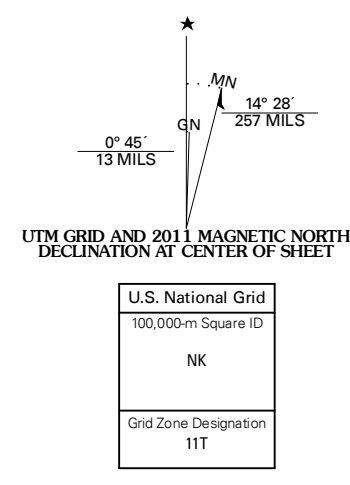 ★
MN
GN
14° 28´
257 MILS
0° 45´
13 MILS
UTM GRID AND 2011 MAGNETIC NORTH
DECLINATION AT CENTER OF SHEET
U.S. National Grid
100,000-m Square ID
NK
Grid Zone Designation
11T